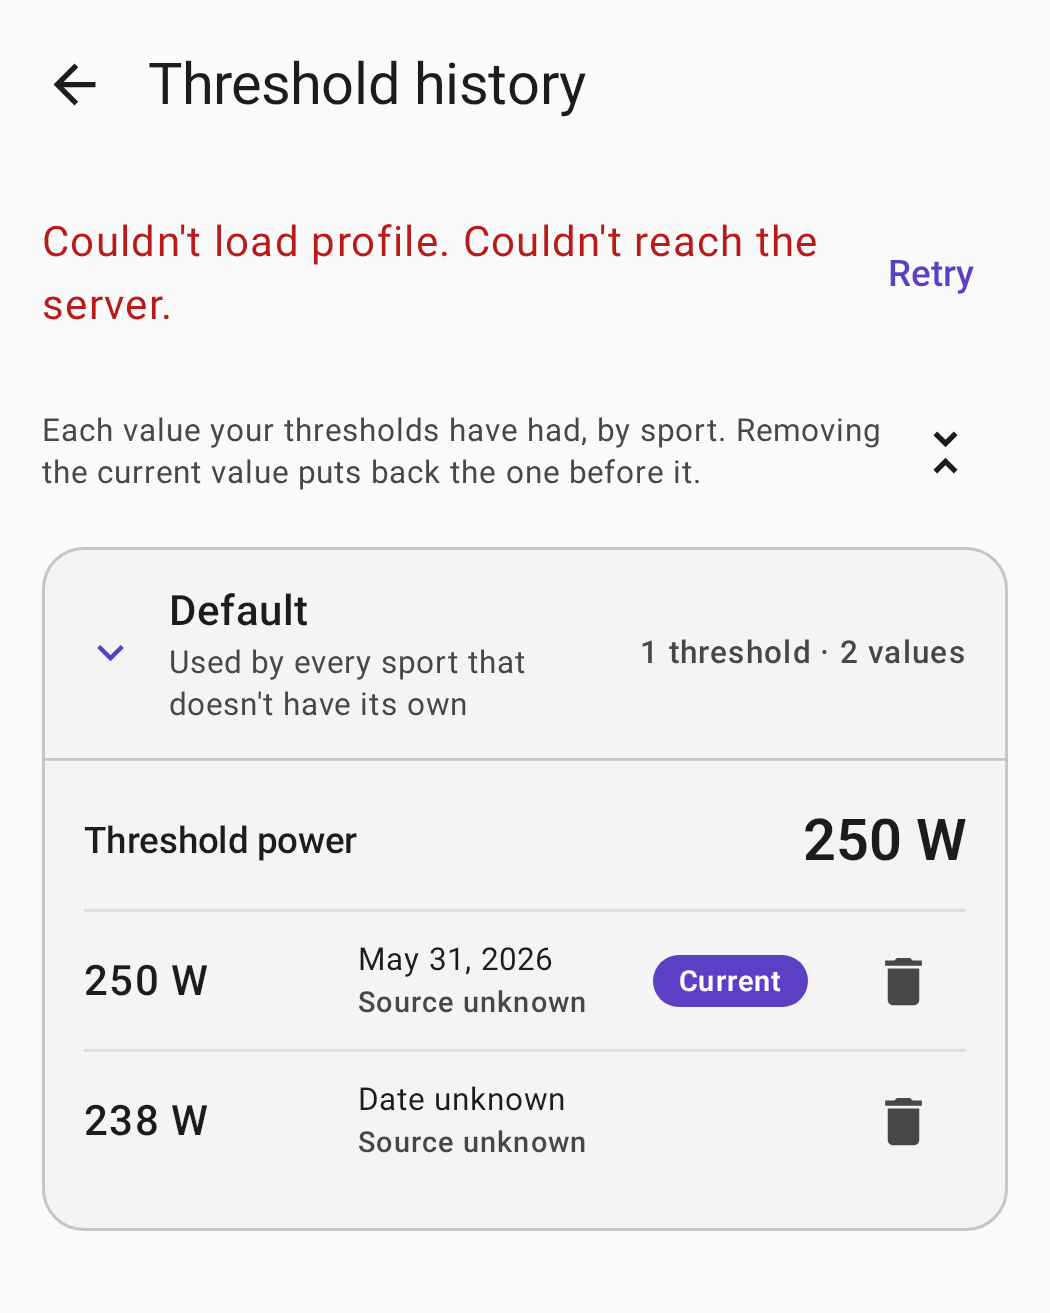 Threshold history
Couldn't load profile. Couldn't reach the
server.
Retry
Each value your thresholds have had, by sport. Removing
the current value puts back the one before it.
Default
Used by every sport that
doesn't have its own
1 threshold · 2 values
Threshold power
250 W
250 W
May 31, 2026
Source unknown
Current
238 W
Date unknown
Source unknown